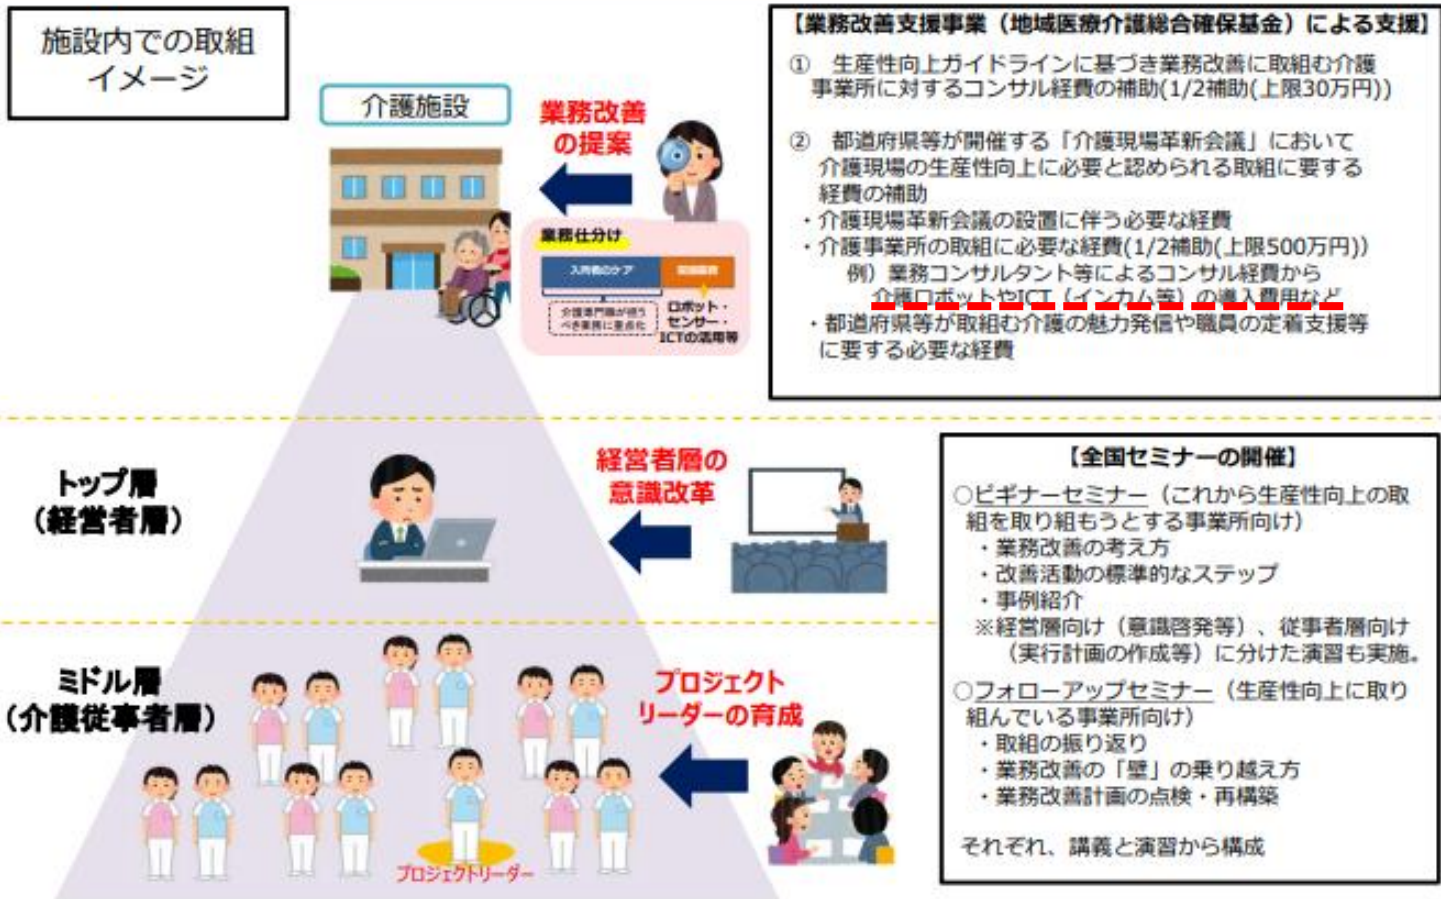 施設内での取組
イメージ
介護施設
業務改善
の提案
業務仕分け
入所者のケア
介護専門職が担う
べき業務に重点化
ロボット・
センサー・
ICTの活用等
【業務改善支援事業（地域医療介護総合確保基金）による支援】
① 生産性向上ガイドラインに基づき業務改善に取組む介護
事業所に対するコンサル経費の補助(1/2補助(上限30万円))
② 都道府県等が開催する「介護現場革新会議」において
介護現場の生産性向上に必要と認められる取組に要する
経費の補助
・介護現場革新会議の設置に伴う必要な経費
・介護事業所の取組に必要な経費(1/2補助(上限500万円))
例）業務コンサルタント等によるコンサル経費から
介護ロボットやICT（インカム等）の導入費用など
・都道府県等が取組む介護の魅力発信や職員の定着支援等
に要する必要な経費
トップ層
（経営者層）
経営者層の
意識改革
ミドル層
（介護従事者層）
プロジェクト
リーダーの育成
プロジェクトリーダー
【全国セミナーの開催】
○ビギナーセミナー（これから生産性向上の取
組を取り組もうとする事業所向け）
・業務改善の考え方
・改善活動の標準的なステップ
・事例紹介
※経営層向け（意識啓発等）、従事者層向け
（実行計画の作成等）に分けた演習も実施。
○フォローアップセミナー（生産性向上に取り
組んでいる事業所向け）
・取組の振り返り
・業務改善の「壁」の乗り越え方
・業務改善計画の点検・再構築
それぞれ、講義と演習から構成